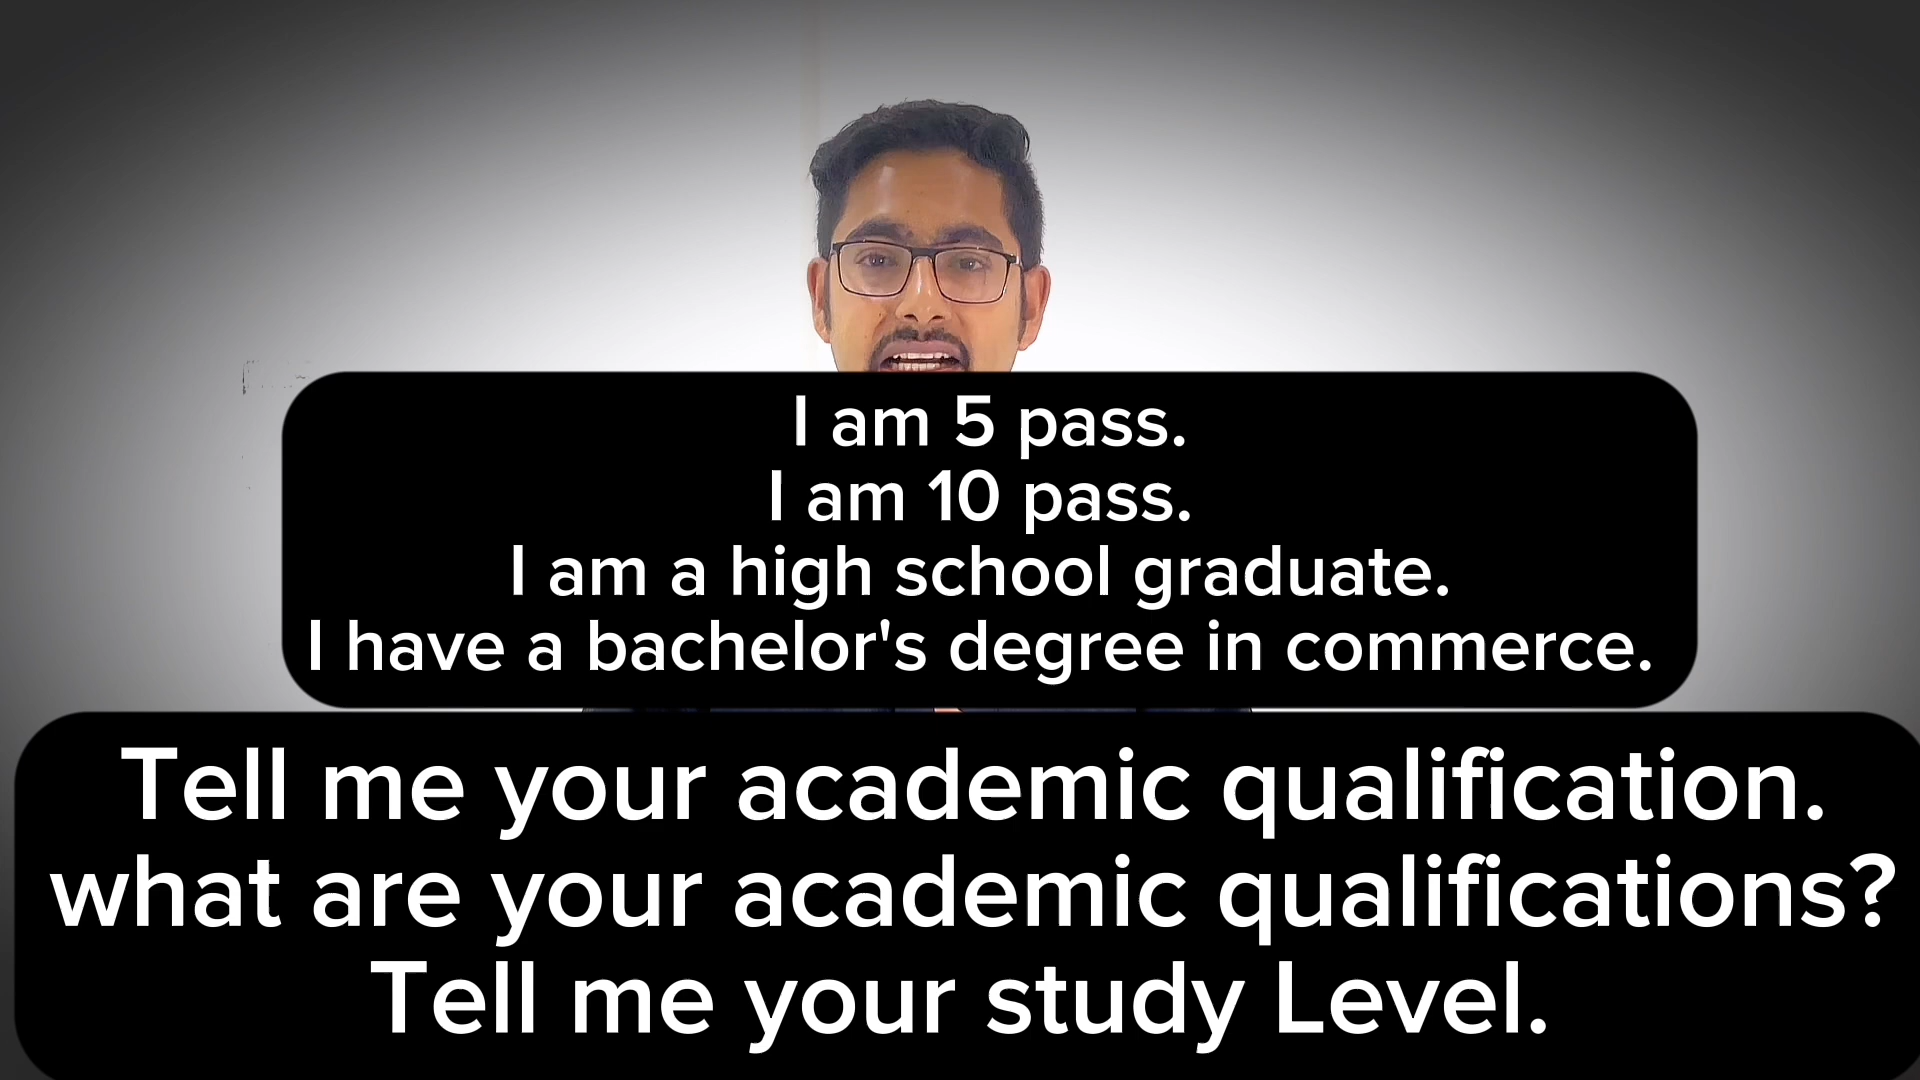 I am 5 pass.
I am 10 pass.
I am a high school graduate.
I have a bachelor's degree in commerce.
Tell me your academic qualification.
what are your academic qualifications?
Tell me your study Level.